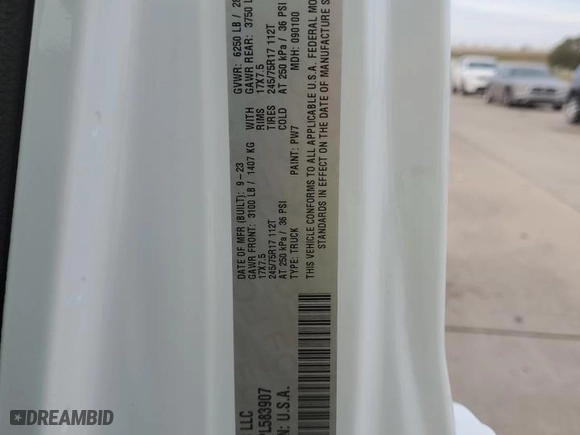 LLC
DATE OF MFR (BUILT): 9-23 GVWR: 6250 LB /
GAWR FRONT: 3100 LB / 1407 KG WITH GAWR REAR: 3750
17X7.5 RIMS 17X7.5
245/75R17 112T TIRES 245/75R17 112T
AT 250 kPa / 36 PSI COLD AT 250 kPa / 36 PSI
TYPE: TRUCK PAINT: PW7 MDH: 090100
L583907
U.S.A.
THIS VEHICLE CONFORMS TO ALL APPLICABLE U.S.A. FEDERAL
STANDARDS IN EFFECT ON THE DATE OF MANUFACTURE
DREAMBID